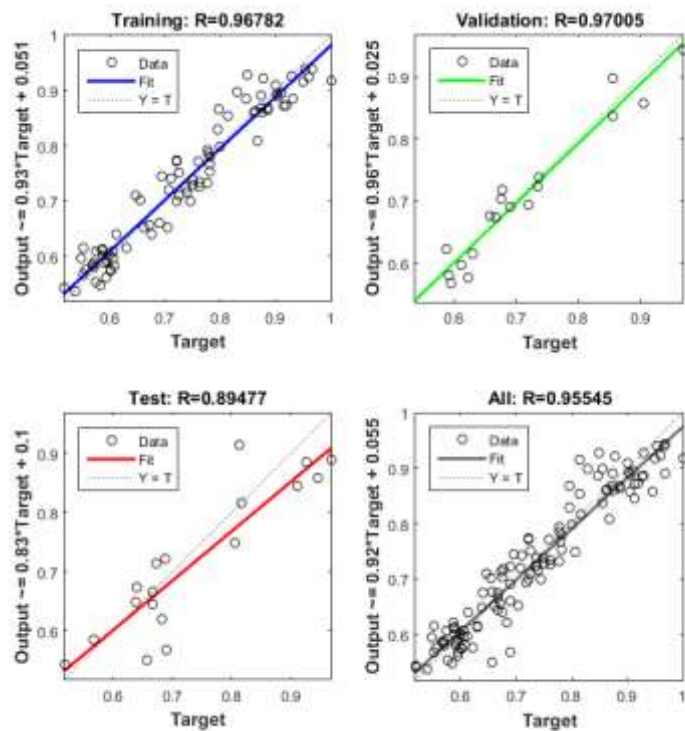 Training: R=0.96782
Output ~= 0.93*Target + 0.051
Data
Fit
Y = T
1
0.9
0.8
0.7
0.6
0.6 0.7 0.8 0.9 1
Target
Validation: R=0.97005
Output ~= 0.96*Target + 0.025
Data
Fit
Y = T
0.9
0.8
0.7
0.6
0.6 0.7 0.8 0.9
Target
Test: R=0.89477
Output ~= 0.83*Target + 0.1
Data
Fit
Y = T
0.9
0.8
0.7
0.6
0.6 0.7 0.8 0.9
Target
All: R=0.95545
Output ~= 0.92*Target + 0.055
Data
Fit
Y = T
1
0.9
0.8
0.7
0.6
0.6 0.7 0.8 0.9 1
Target